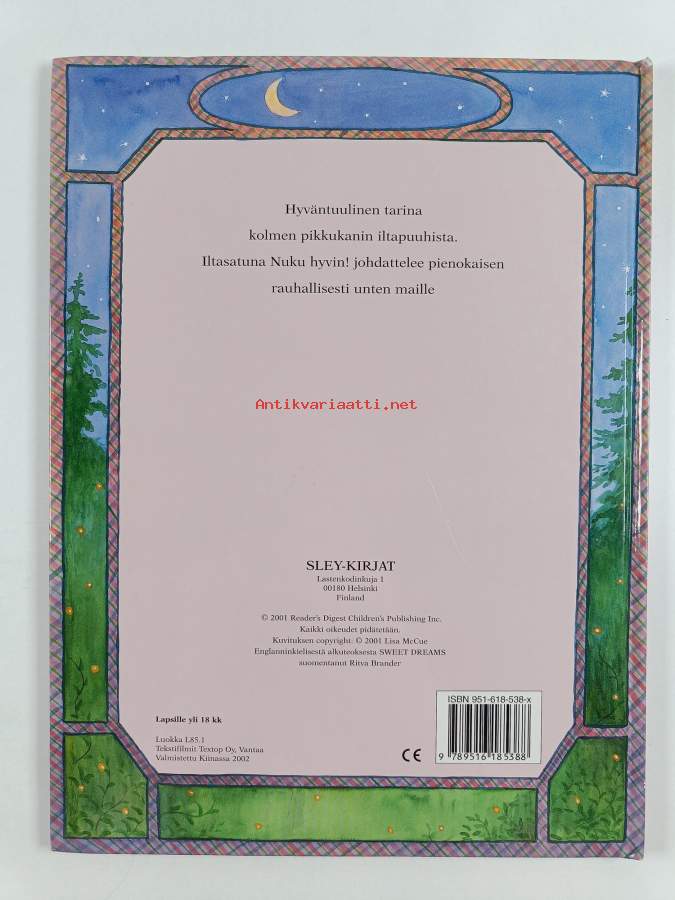 Hyväntuulinen tarina
kolmen pikkukanin iltapuuhista.
Iltasatuna Nuku hyvin! johdattelee pienokaisen
rauhallisesti unten maille
Antikvariaatti.net
SLEY-KIRJAT
Lastenkodinkuja 1
00180 Helsinki
Finland
© 2001 Reader's Digest Children's Publishing Inc.
Kaikki oikeudet pidätetään.
Kuvituksen copyright: © 2001 Lisa McCue
Englanninkielisestä alkuteoksesta SWEET DREAMS
suomentanut Ritva Brander
Lapsille yli 18 kk
Luokka L85.1
Tekstifilmit Textop Oy, Vantaa
Valmistettu Kiinassa 2002
CE
ISBN 951-618-538-x
9 789516 185388